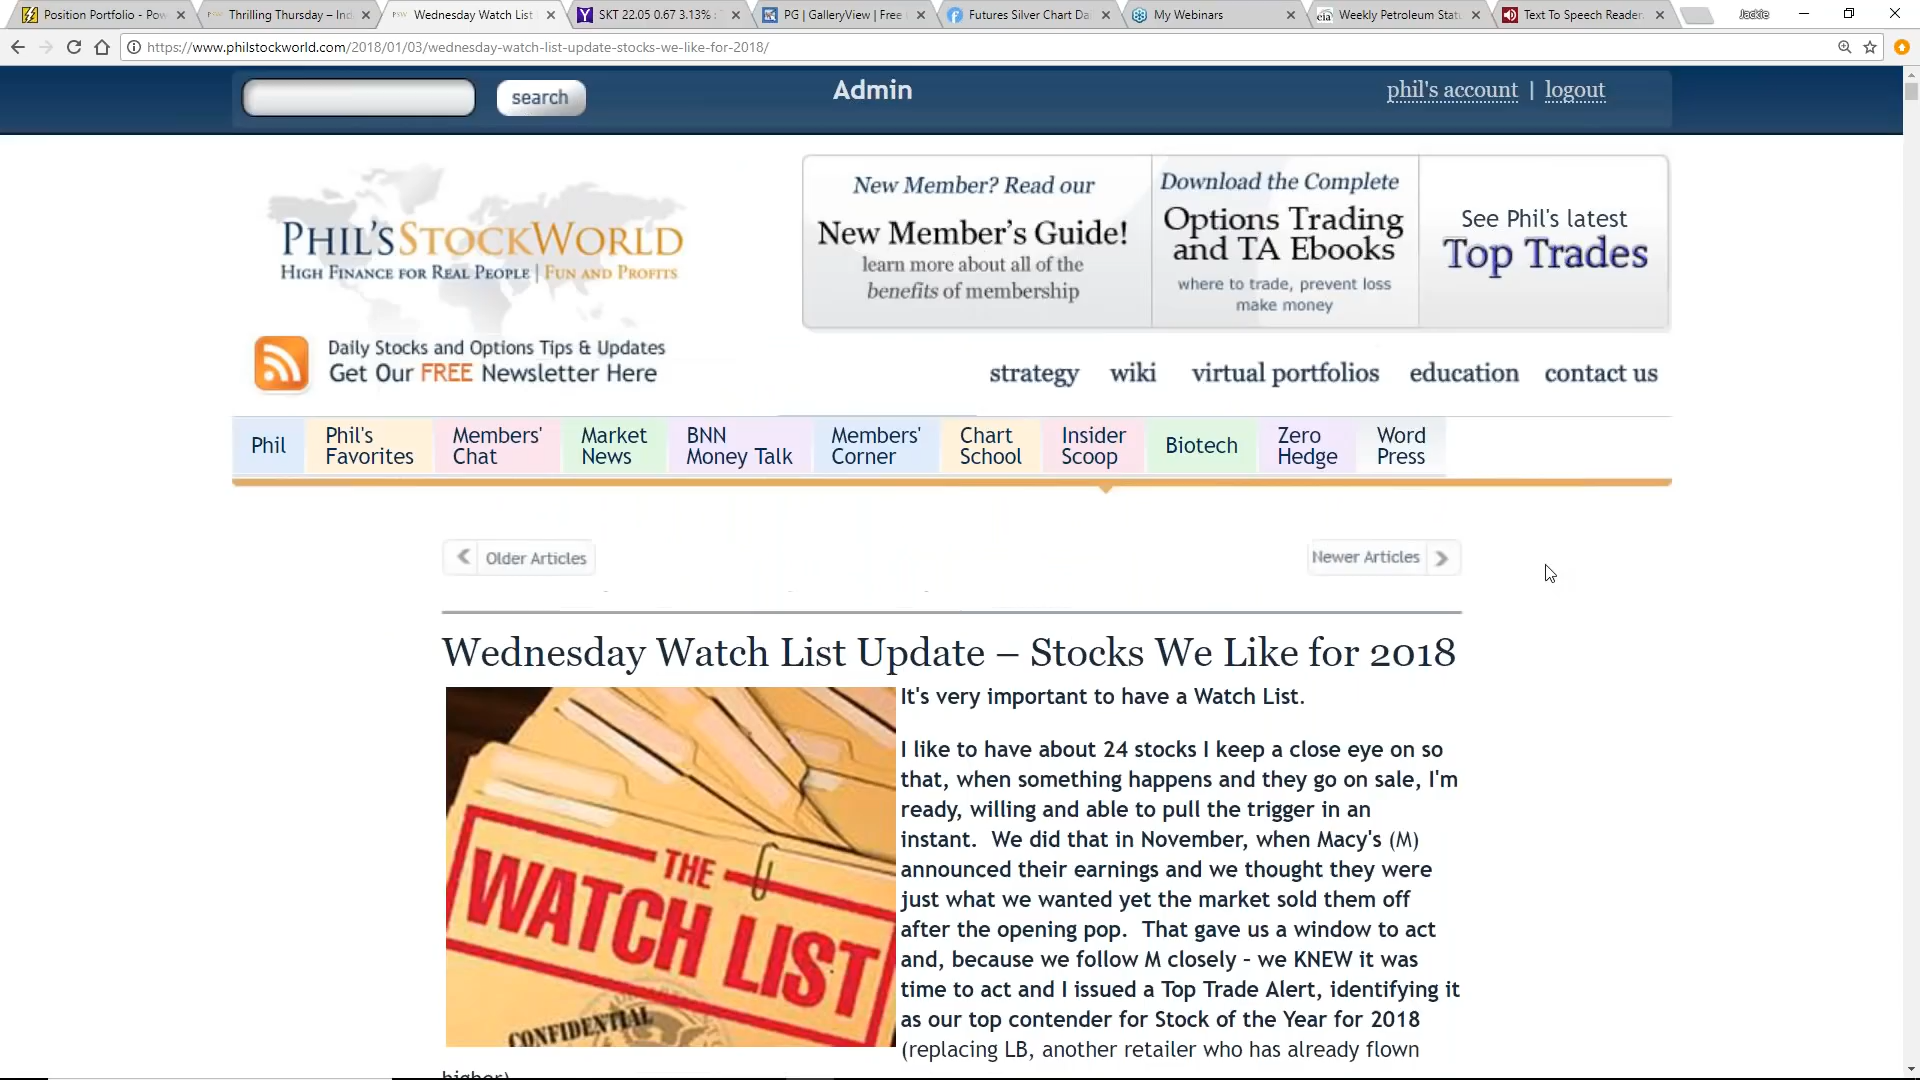 Position Portfolio - Pow
Thrilling Thursday – Ind
Wednesday Watch List
SKT 22.05 0.67 3.13% : T
PG | GalleryView | Free
Futures Silver Chart Dai
My Webinars
Weekly Petroleum Statu
Text To Speech Reader
Jackie
https://www.philstockworld.com/2018/01/03/wednesday-watch-list-update-stocks-we-like-for-2018/
search
Admin
phil's account | logout
PHIL'S STOCKWORLD
HIGH FINANCE FOR REAL PEOPLE | FUN AND PROFITS
New Member? Read our
New Member's Guide!
learn more about all of the
benefits of membership
Download the Complete
Options Trading
and TA Ebooks
where to trade, prevent loss
make money
See Phil's latest
Top Trades
Daily Stocks and Options Tips & Updates
Get Our FREE Newsletter Here
strategy wiki virtual portfolios education contact us
Phil
Phil's
Favorites
Members'
Chat
Market
News
BNN
Money Talk
Members'
Corner
Chart
School
Insider
Scoop
Biotech
Zero
Hedge
Word
Press
Older Articles
Newer Articles
Wednesday Watch List Update – Stocks We Like for 2018
THE
WATCH LIST
CONFIDENTIAL
It's very important to have a Watch List.
I like to have about 24 stocks I keep a close eye on so
that, when something happens and they go on sale, I'm
ready, willing and able to pull the trigger in an
instant.  We did that in November, when Macy's (M)
announced their earnings and we thought they were
just what we wanted yet the market sold them off
after the opening pop.  That gave us a window to act
and, because we follow M closely - we KNEW it was
time to act and I issued a Top Trade Alert, identifying it
as our top contender for Stock of the Year for 2018
(replacing LB, another retailer who has already flown
higher)